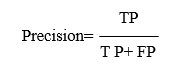 Precision= TP
T P+ FP